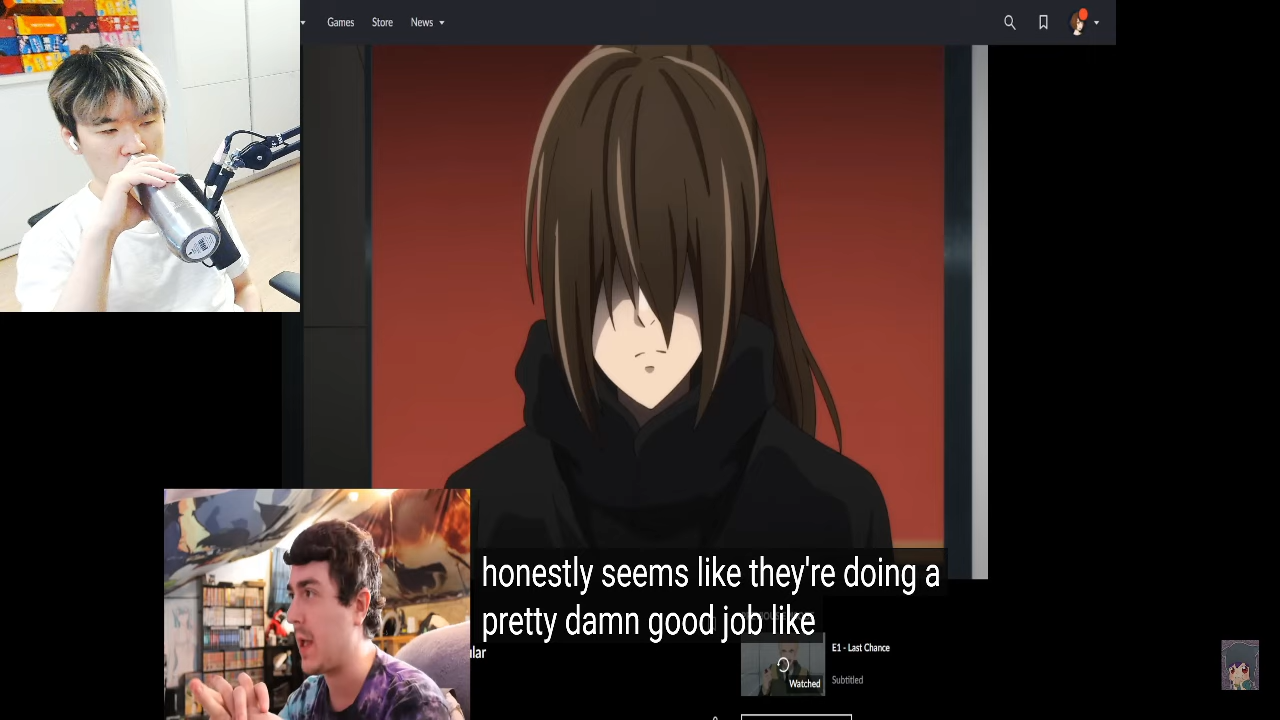 Games Store News
honestly seems like they're doing a
pretty damn good job like
lar
E1 - Last Chance
Watched
Subtitled